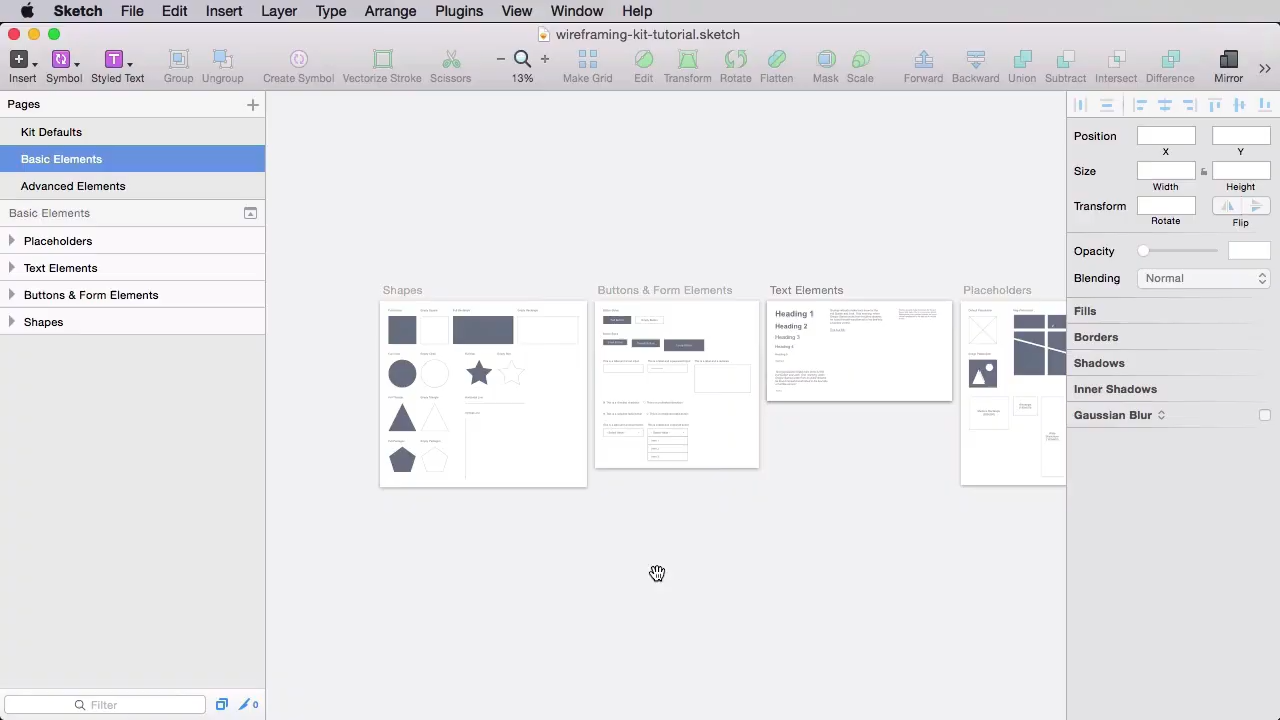 Sketch File Edit Insert Layer Type Arrange Plugins View Window Help
wireframing-kit-tutorial.sketch
Insert Symbol Styled Text Group Ungroup Create Symbol Vectorize Stroke Scissors 13% Make Grid Edit Transform Rotate Flatten Mask Scale Forward Backward Union Subtract Intersect Difference Mirror
Pages
Kit Defaults
Basic Elements
Advanced Elements
Basic Elements
Placeholders
Text Elements
Buttons & Form Elements
Shapes
Filter
0
Shapes
Buttons & Form Elements
Text Elements
Heading 1
Heading 2
Heading 3
Heading 4
Placeholders
Position
X
Y
Size
Width
Height
Transform
Rotate
Flip
Opacity
Blending
Normal
Fills
Borders
Shadows
Inner Shadows
Gaussian Blur